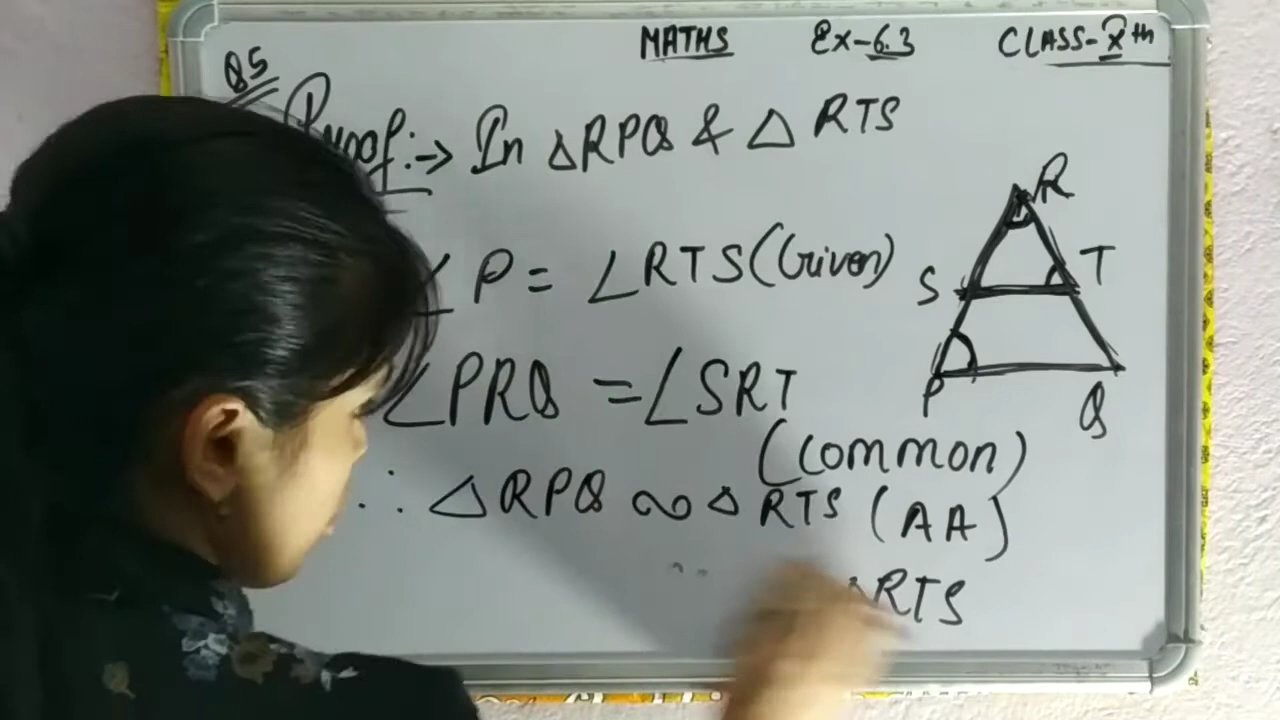 MATHS Ex-6.3 CLASS-Xth
Q5
Proof:→ In △RPQ & △RTS
∠P = ∠RTS (Given)
∠PRQ = ∠SRT
(Common)
∴ △RPQ ∾ △RTS (AA)
△RTS
R
S T
P Q